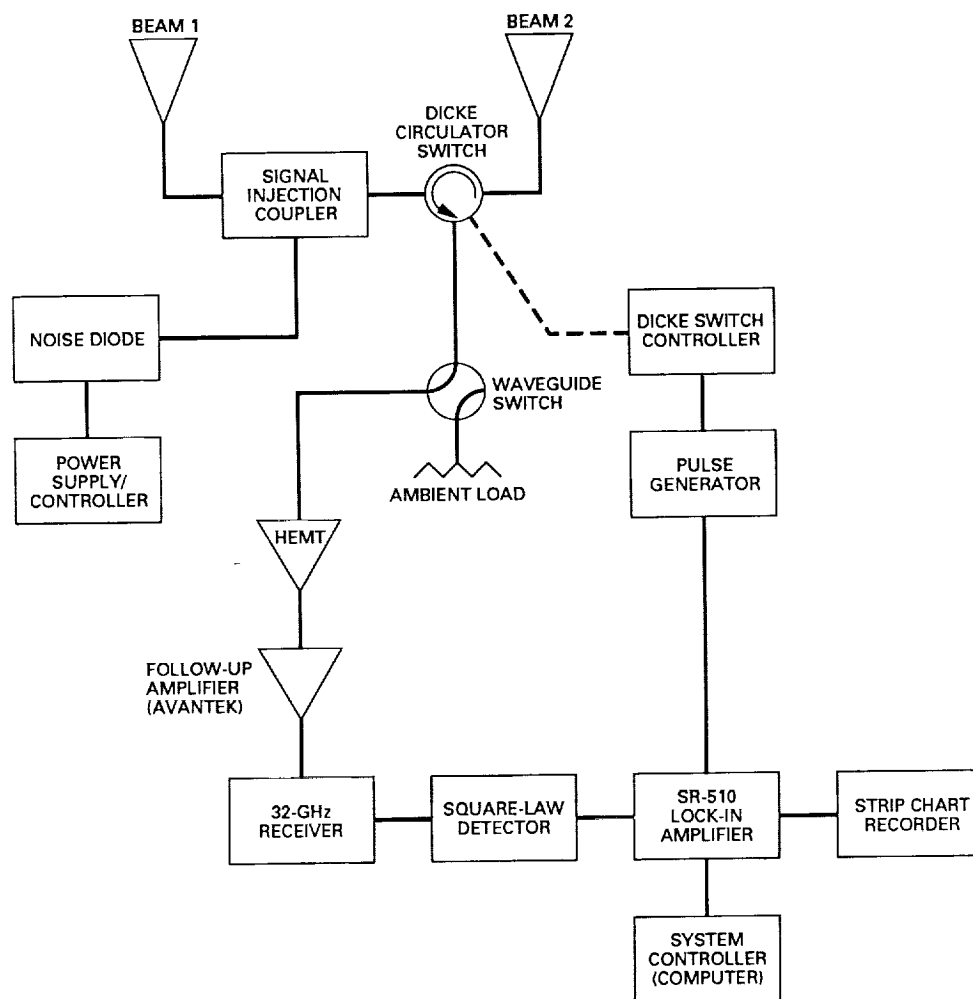 BEAM 1
BEAM 2
DICKE
CIRCULATOR
SWITCH
SIGNAL
INJECTION
COUPLER
NOISE DIODE
DICKE SWITCH
CONTROLLER
WAVEGUIDE
SWITCH
POWER
SUPPLY/
CONTROLLER
PULSE
GENERATOR
AMBIENT LOAD
HEMT
FOLLOW-UP
AMPLIFIER
(AVANTEK)
32-GHz
RECEIVER
SQUARE-LAW
DETECTOR
SR-510
LOCK-IN
AMPLIFIER
STRIP CHART
RECORDER
SYSTEM
CONTROLLER
(COMPUTER)